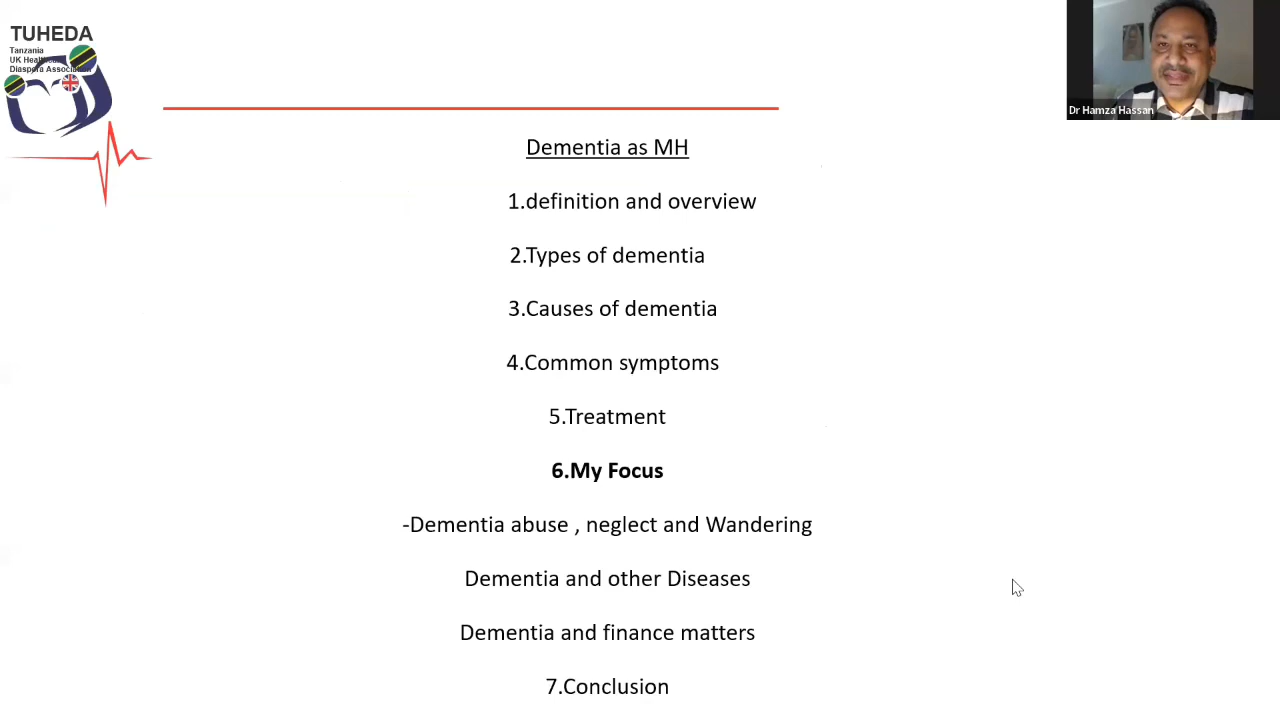 TUHEDA
Tanzania
UK Healthcare
Diaspora Association
Dr Hamza Hassan
Dementia as MH
1.definition and overview
2.Types of dementia
3.Causes of dementia
4.Common symptoms
5.Treatment
6.My Focus
-Dementia abuse , neglect and Wandering
Dementia and other Diseases
Dementia and finance matters
7.Conclusion